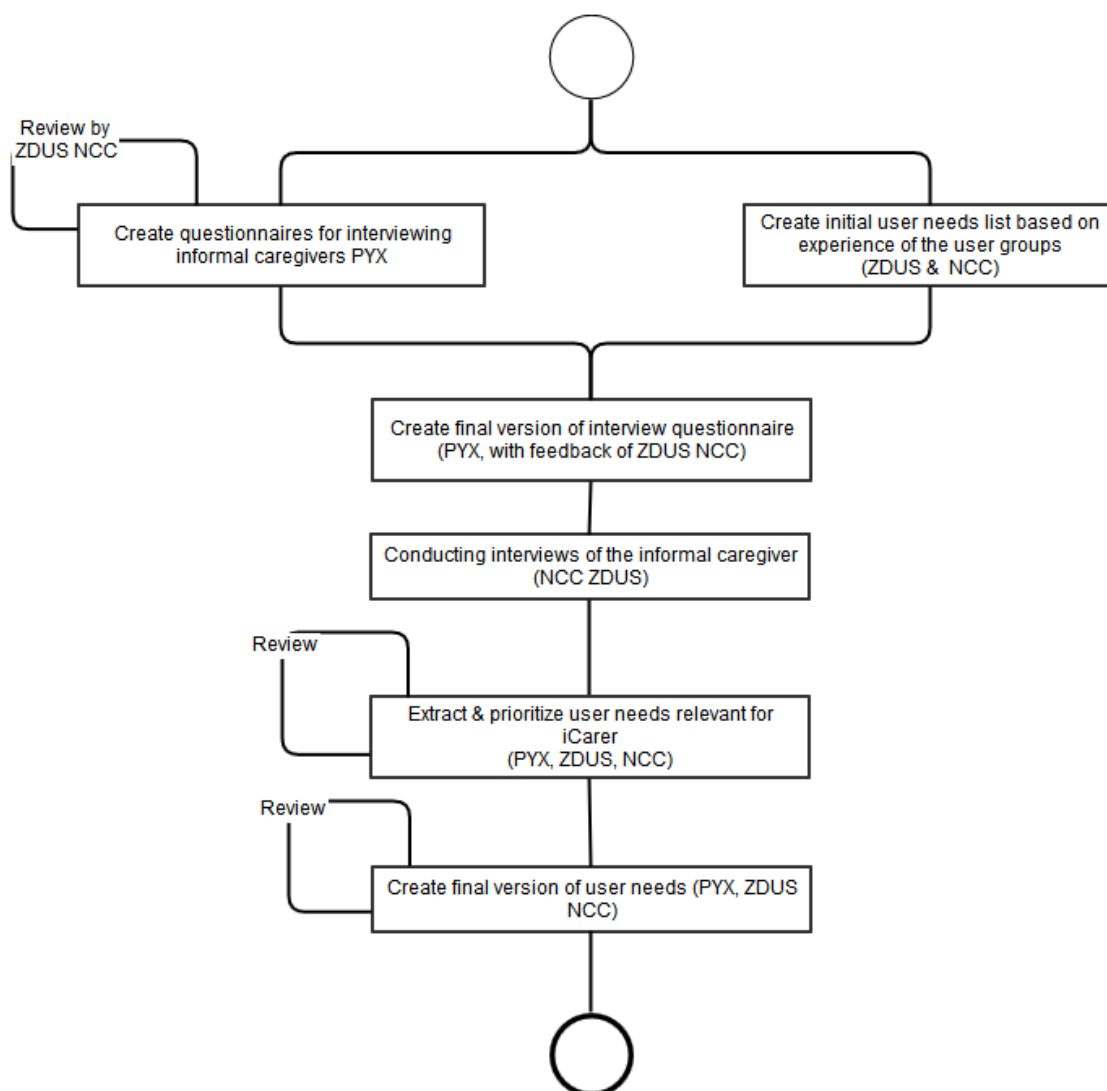 Review by
ZDUS NCC
Create questionnaires for interviewing
informal caregivers PYX
Create initial user needs list based on
experience of the user groups
(ZDUS & NCC)
Create final version of interview questionnaire
(PYX, with feedback of ZDUS NCC)
Conducting interviews of the informal caregiver
(NCC ZDUS)
Review
Extract & prioritize user needs relevant for
iCarer
(PYX, ZDUS, NCC)
Review
Create final version of user needs (PYX, ZDUS
NCC)